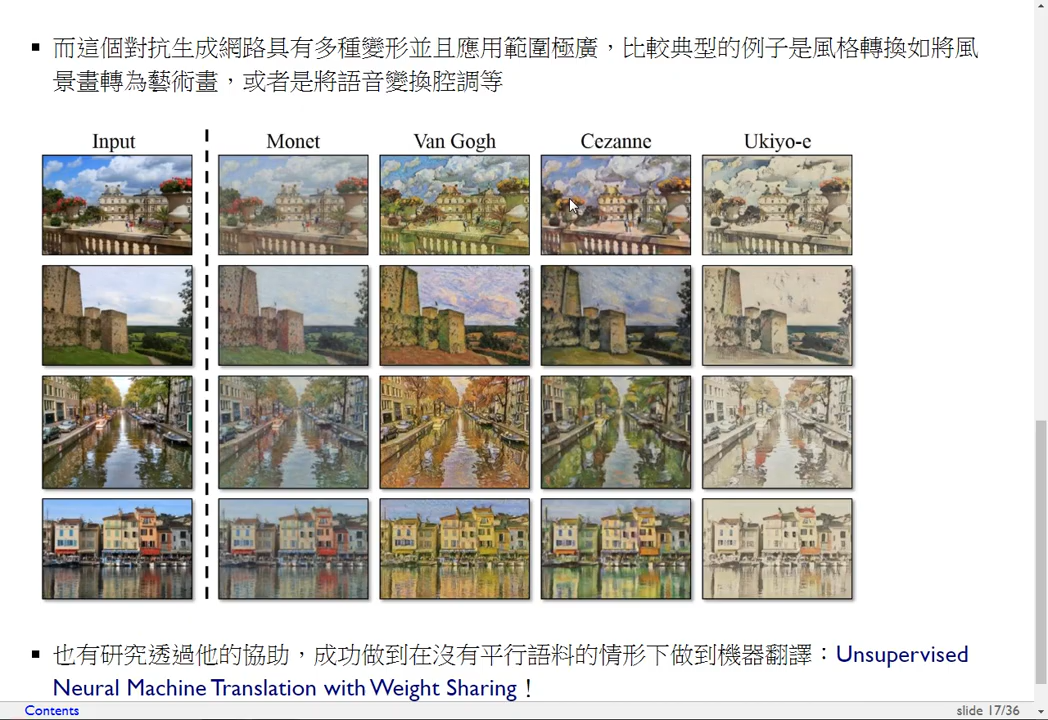 而這個對抗生成網路具有多種變形並且應用範圍極廣，比較典型的例子是風格轉換如將風
景畫轉為藝術畫，或者是將語音變換腔調等
Input Monet Van Gogh Cezanne Ukiyo-e
也有研究透過他的協助，成功做到在沒有平行語料的情形下做到機器翻譯：Unsupervised
Neural Machine Translation with Weight Sharing！
Contents slide 17/36